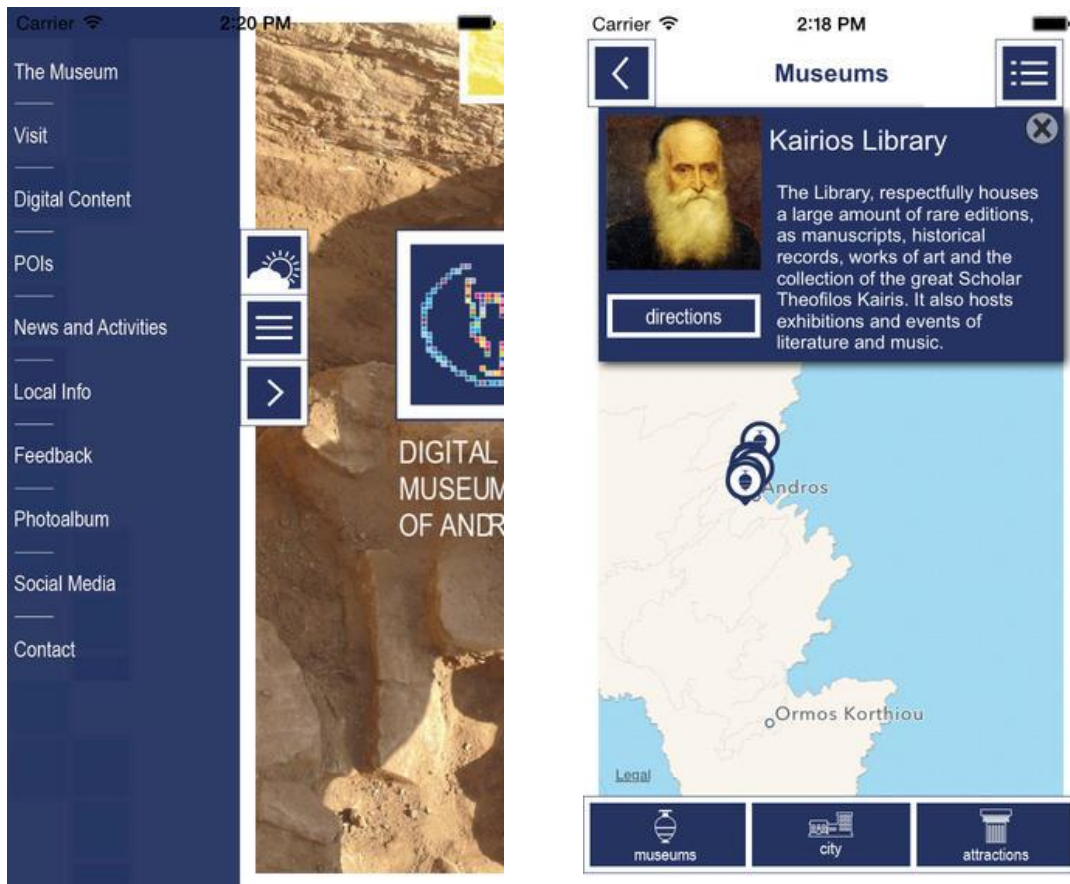 Carrier 2:20 PM
The Museum
Visit
Digital Content
POIs
News and Activities
Local Info
Feedback
Photoalbum
Social Media
Contact
DIGITAL
MUSEUM
OF ANDR
Carrier 2:18 PM
Museums
Kairios Library
The Library, respectfully houses
a large amount of rare editions,
as manuscripts, historical
records, works of art and the
collection of the great Scholar
Theofilos Kairis. It also hosts
exhibitions and events of
literature and music.
directions
Andros
Ormos Korthiou
Legal
museums
city
attractions